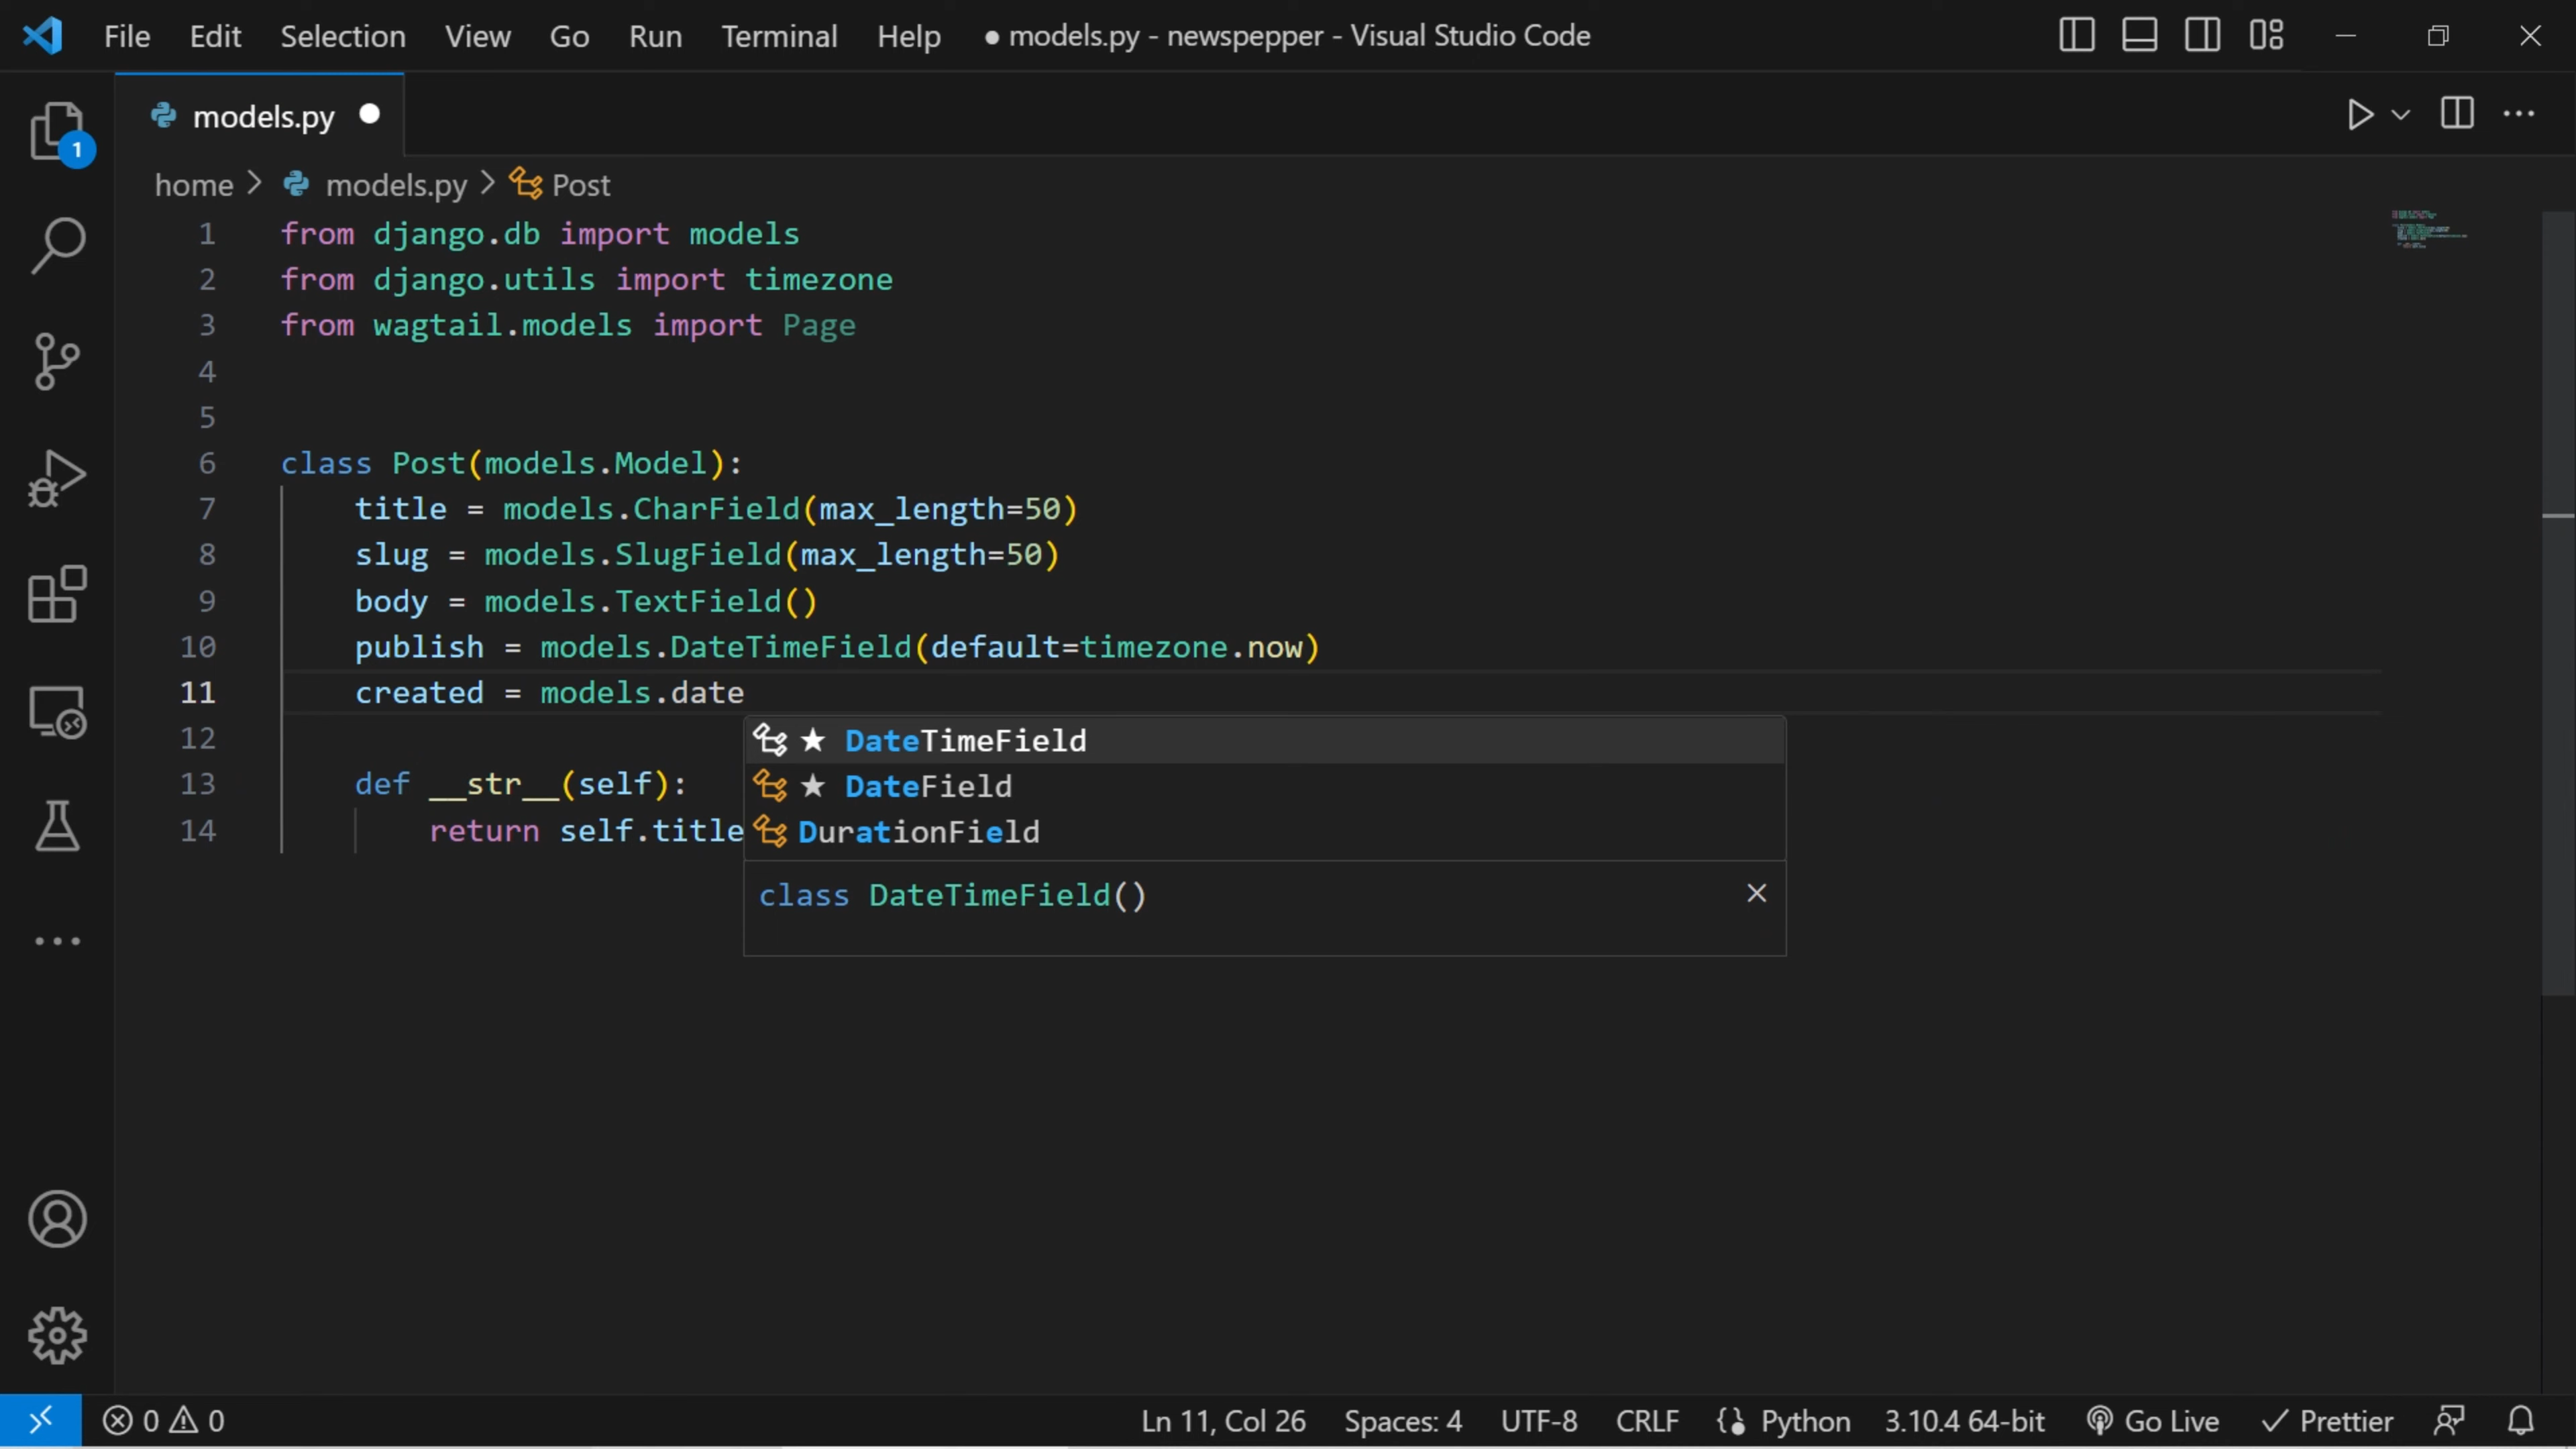 File Edit Selection View Go Run Terminal Help ● models.py - newspepper - Visual Studio Code
models.py
1
home > models.py > Post
1 from django.db import models
2 from django.utils import timezone
3 from wagtail.models import Page
4
5
6 class Post(models.Model):
7 title = models.CharField(max_length=50)
8 slug = models.SlugField(max_length=50)
9 body = models.TextField()
10 publish = models.DateTimeField(default=timezone.now)
11 created = models.date
12
★ DateTimeField
★ DateField
DurationField
class DateTimeField()
13 def __str__(self):
14 return self.title
0 0 Ln 11, Col 26 Spaces: 4 UTF-8 CRLF Python 3.10.4 64-bit Go Live Prettier